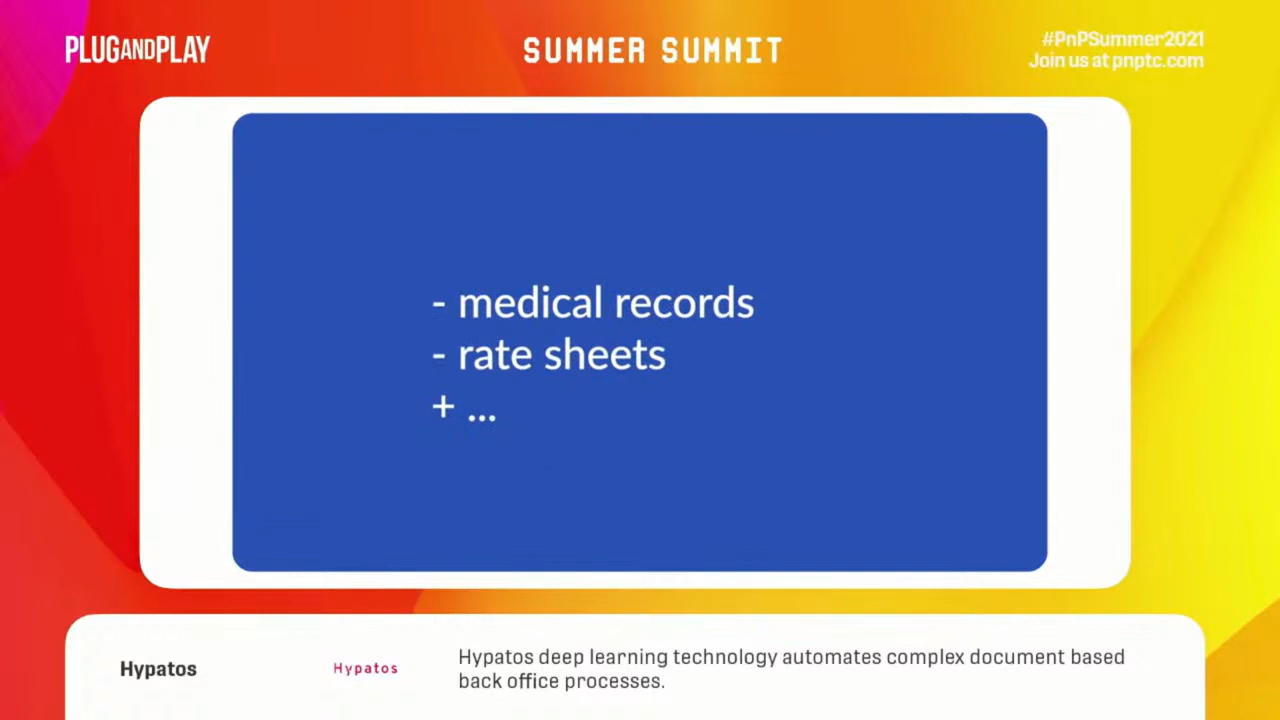 PLUGANDPLAY
SUMMER SUMMIT
#PnPSummer2021
Join us at pnptc.com
- medical records
- rate sheets
+ ...
Hypatos
Hypatos
Hypatos deep learning technology automates complex document based
back office processes.